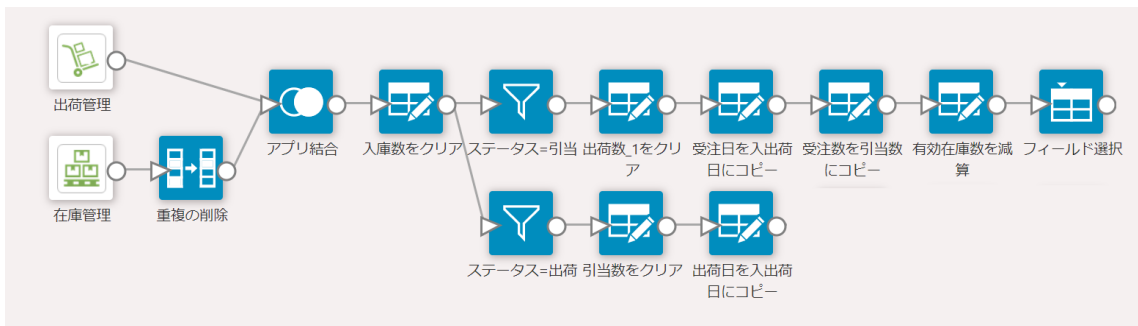 出荷管理
在庫管理
重複の削除
アプリ結合
入庫数をクリア
ステータス=引当
出荷数_1をクリ
ア
受注日を入出荷
日にコピー
受注数を引当数
にコピー
有効在庫数を減
算
フィールド選択
ステータス=出荷
引当数をクリア
出荷日を入出荷
日にコピー